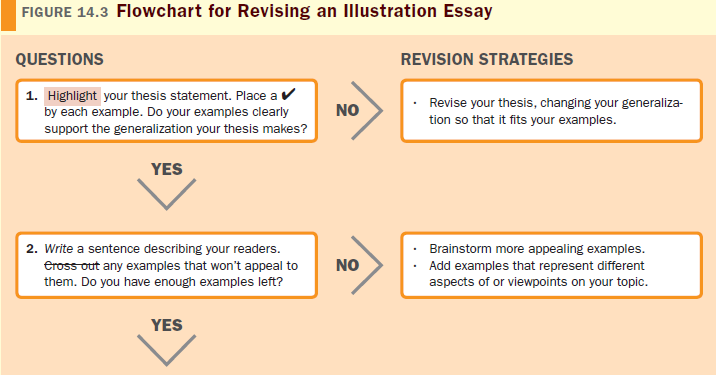 FIGURE 14.3 Flowchart for Revising an Illustration Essay
QUESTIONS
REVISION STRATEGIES
1. Highlight your thesis statement. Place a ✔
by each example. Do your examples clearly
support the generalization your thesis makes?
NO
· Revise your thesis, changing your generaliza-
tion so that it fits your examples.
YES
2. Write a sentence describing your readers.
Cross out any examples that won't appeal to
them. Do you have enough examples left?
NO
· Brainstorm more appealing examples.
· Add examples that represent different
aspects of or viewpoints on your topic.
YES